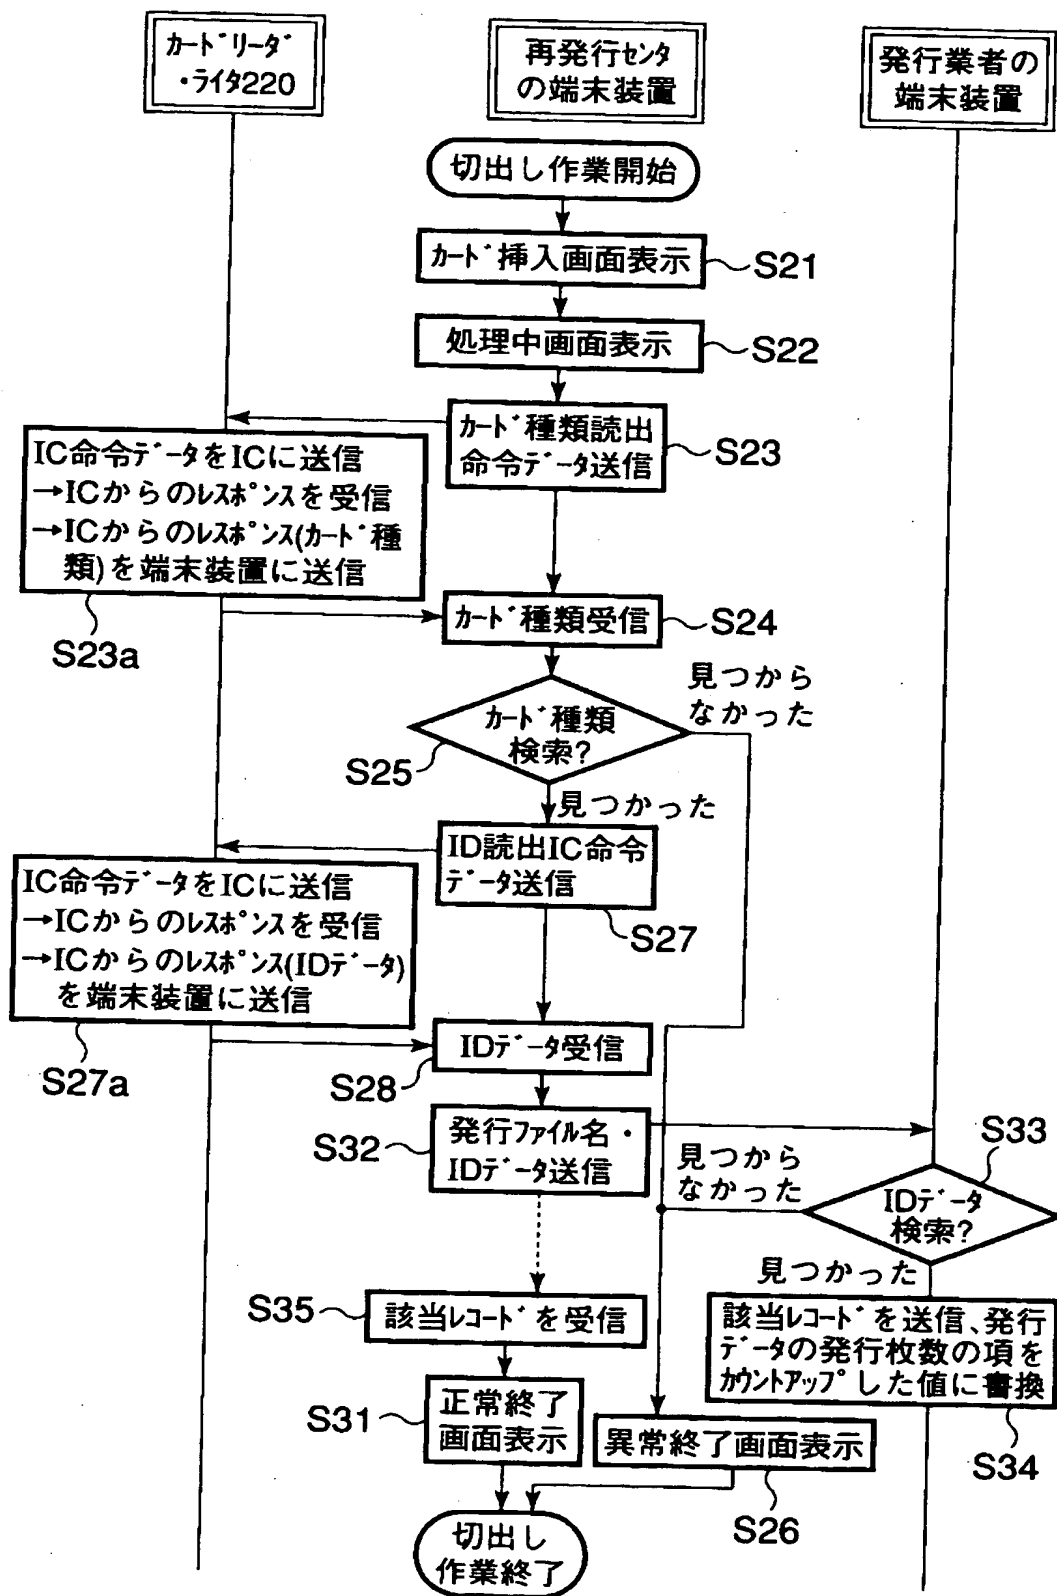 カードリーダ
・ライタ220
再発行センタ
の端末装置
発行業者の
端末装置
切出し作業開始
カード挿入画面表示
S21
処理中画面表示
S22
カード種類読出
命令データ送信
S23
IC命令データをICに送信
→ICからのレスポンスを受信
→ICからのレスポンス(カード種
類)を端末装置に送信
S23a
カード種類受信
S24
カード種類
検索?
S25
見つから
なかった
見つかった
ID読出IC命令
データ送信
S27
IC命令データをICに送信
→ICからのレスポンスを受信
→ICからのレスポンス(IDデータ)
を端末装置に送信
S27a
IDデータ受信
S28
発行ファイル名・
IDデータ送信
S32
S33
IDデータ
検索?
見つから
なかった
見つかった
該当レコードを送信、発行
データの発行枚数の項を
カウントアップした値に書換
S34
S35
該当レコードを受信
S31
正常終了
画面表示
異常終了画面表示
S26
切出し
作業終了